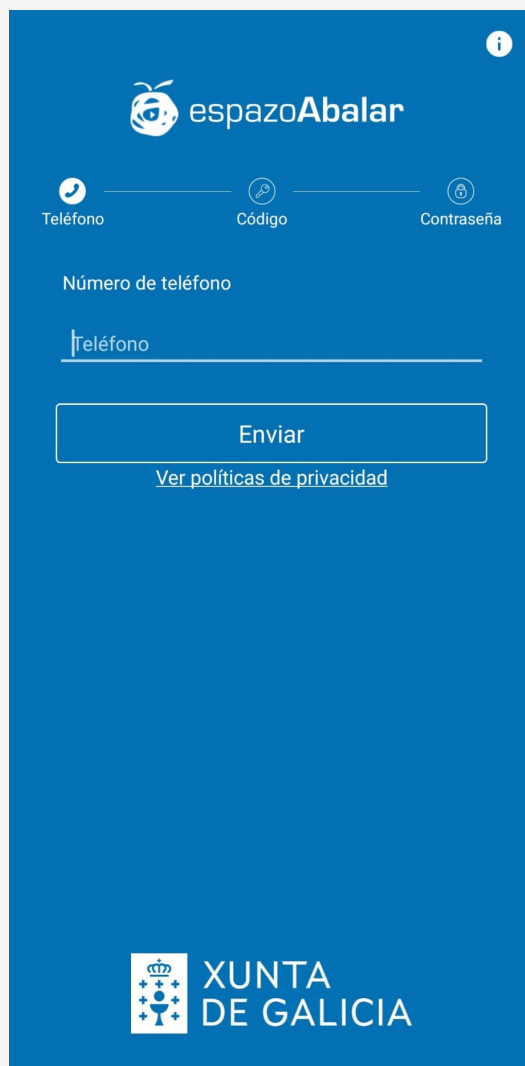 espazoAbalar
Teléfono
Código
Contraseña
Número de teléfono
Teléfono
Enviar
Ver políticas de privacidad
XUNTA
DE GALICIA